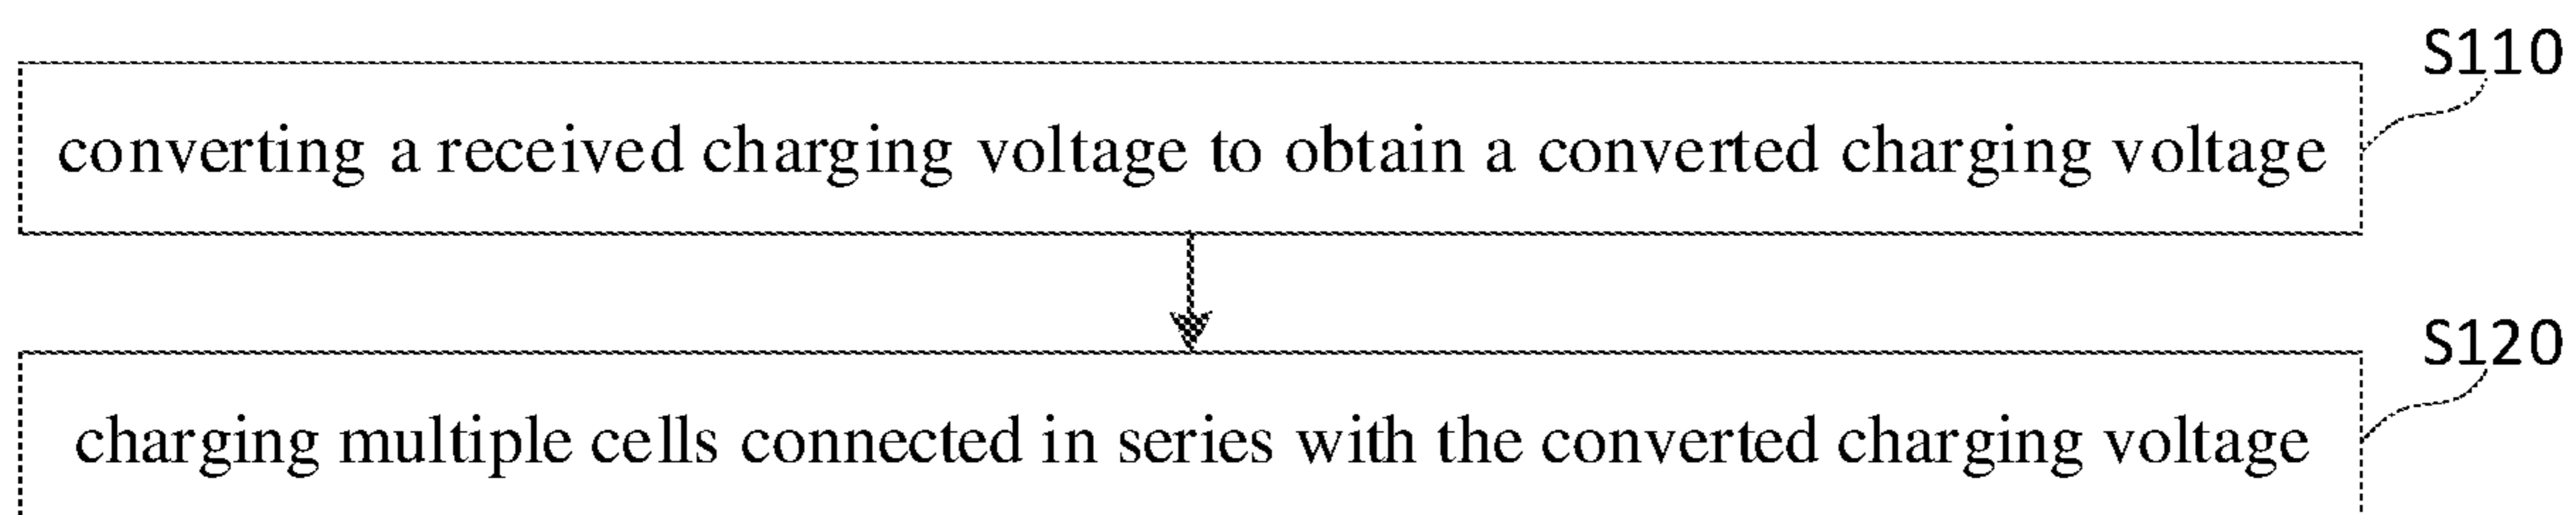 S110
converting a received charging voltage to obtain a converted charging voltage
S120
charging multiple cells connected in series with the converted charging voltage